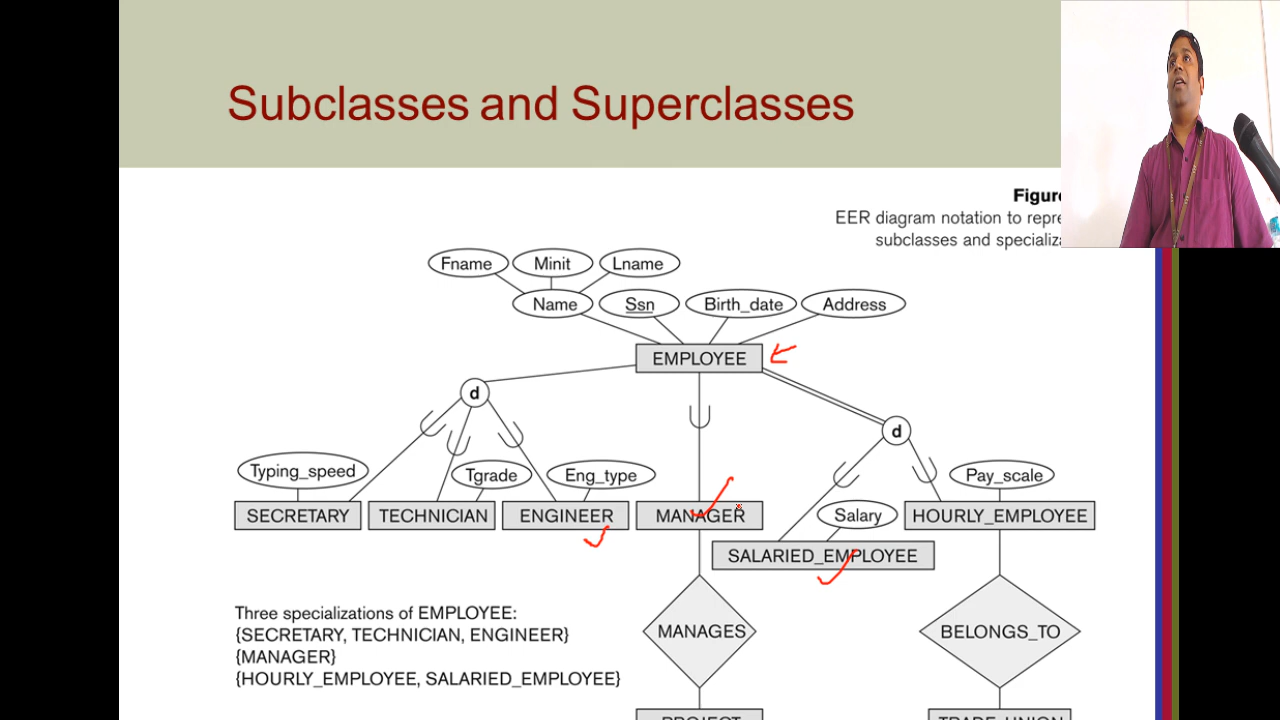 Subclasses and Superclasses
Figure
EER diagram notation to repre
subclasses and specializa
Fname
Minit
Lname
Name
Ssn
Birth_date
Address
EMPLOYEE
d
d
Typing_speed
Tgrade
Eng_type
Pay_scale
SECRETARY
TECHNICIAN
ENGINEER
MANAGER
Salary
HOURLY_EMPLOYEE
SALARIED_EMPLOYEE
Three specializations of EMPLOYEE:
{SECRETARY, TECHNICIAN, ENGINEER}
{MANAGER}
{HOURLY_EMPLOYEE, SALARIED_EMPLOYEE}
MANAGES
BELONGS_TO
PROJECT
TRADE_UNION